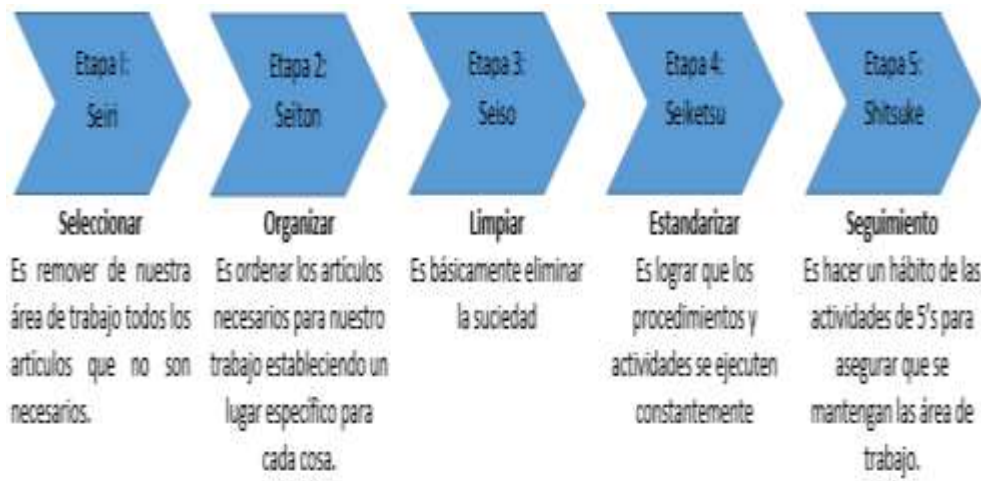 Etapa I:
Seiri
Etapa 2:
Seiton
Etapa 3:
Seiso
Etapa 4:
Seiketsu
Etapa 5:
Shitsuke
Seleccionar
Es remover de nuestra
área de trabajo todos los
artículos que no son
necesarios.
Organizar
Es ordenar los artículos
necesarios para nuestro
trabajo estableciendo un
lugar específico para
cada cosa.
Limpiar
Es básicamente eliminar
la suciedad
Estandarizar
Es lograr que los
procedimientos y
actividades se ejecuten
constantemente
Seguimiento
Es hacer un hábito de las
actividades de 5's para
asegurar que se
mantengan las área de
trabajo.